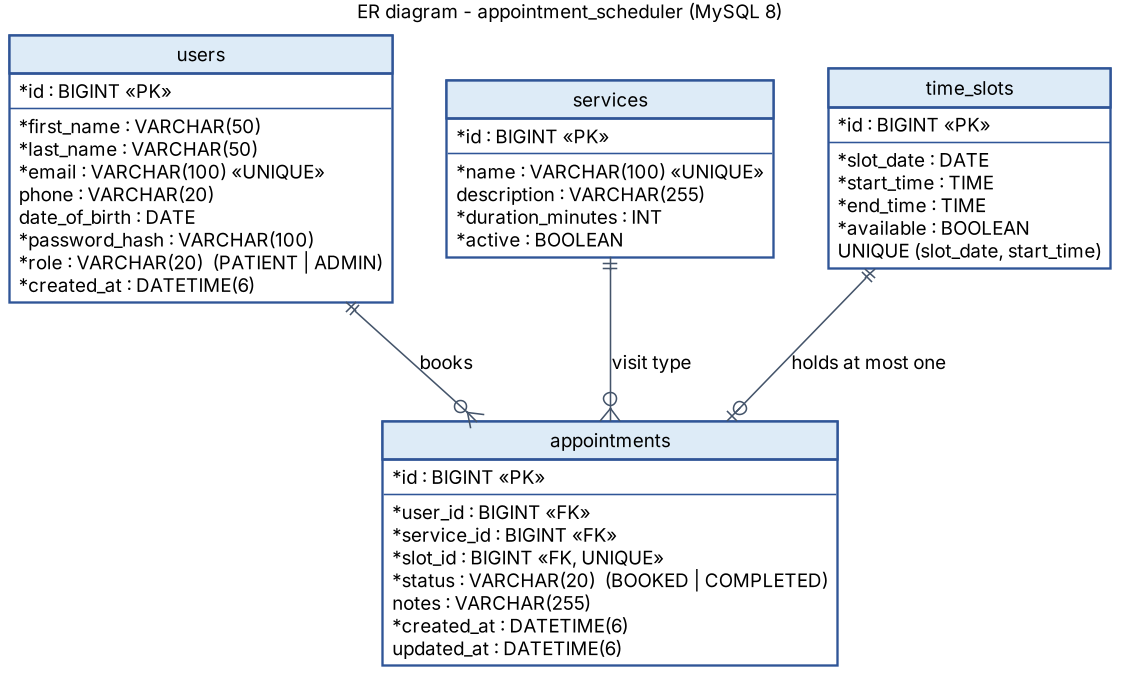 ER diagram - appointment_scheduler (MySQL 8)
users
*id : BIGINT «PK»
*first_name : VARCHAR(50)
*last_name : VARCHAR(50)
*email : VARCHAR(100) «UNIQUE»
phone : VARCHAR(20)
date_of_birth : DATE
*password_hash : VARCHAR(100)
*role : VARCHAR(20)  (PATIENT | ADMIN)
*created_at : DATETIME(6)
services
*id : BIGINT «PK»
*name : VARCHAR(100) «UNIQUE»
description : VARCHAR(255)
*duration_minutes : INT
*active : BOOLEAN
time_slots
*id : BIGINT «PK»
*slot_date : DATE
*start_time : TIME
*end_time : TIME
*available : BOOLEAN
UNIQUE (slot_date, start_time)
books
visit type
holds at most one
appointments
*id : BIGINT «PK»
*user_id : BIGINT «FK»
*service_id : BIGINT «FK»
*slot_id : BIGINT «FK, UNIQUE»
*status : VARCHAR(20)  (BOOKED | COMPLETED)
notes : VARCHAR(255)
*created_at : DATETIME(6)
updated_at : DATETIME(6)